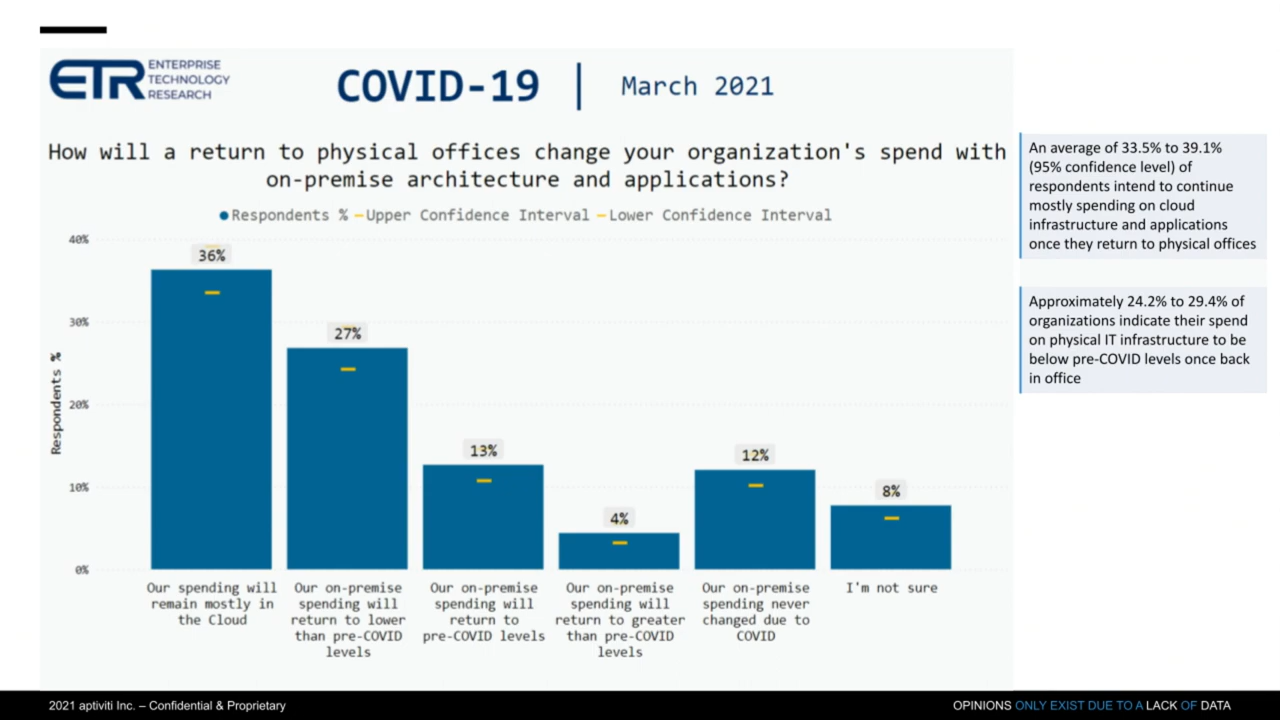 ETR ENTERPRISE
TECHNOLOGY
RESEARCH
COVID-19 | March 2021
How will a return to physical offices change your organization's spend with
on-premise architecture and applications?
Respondents % Upper Confidence Interval Lower Confidence Interval
40%
30%
20%
10%
0%
Respondents %
36%
27%
13%
4%
12%
8%
Our spending will
remain mostly in
the Cloud
Our on-premise
spending will
return to lower
than pre-COVID
levels
Our on-premise
spending will
return to
pre-COVID levels
Our on-premise
spending will
return to greater
than pre-COVID
levels
Our on-premise
spending never
changed due to
COVID
I'm not sure
An average of 33.5% to 39.1%
(95% confidence level) of
respondents intend to continue
mostly spending on cloud
infrastructure and applications
once they return to physical offices
Approximately 24.2% to 29.4% of
organizations indicate their spend
on physical IT infrastructure to be
below pre-COVID levels once back
in office
2021 aptiviti Inc. – Confidential & Proprietary
OPINIONS ONLY EXIST DUE TO A LACK OF DATA